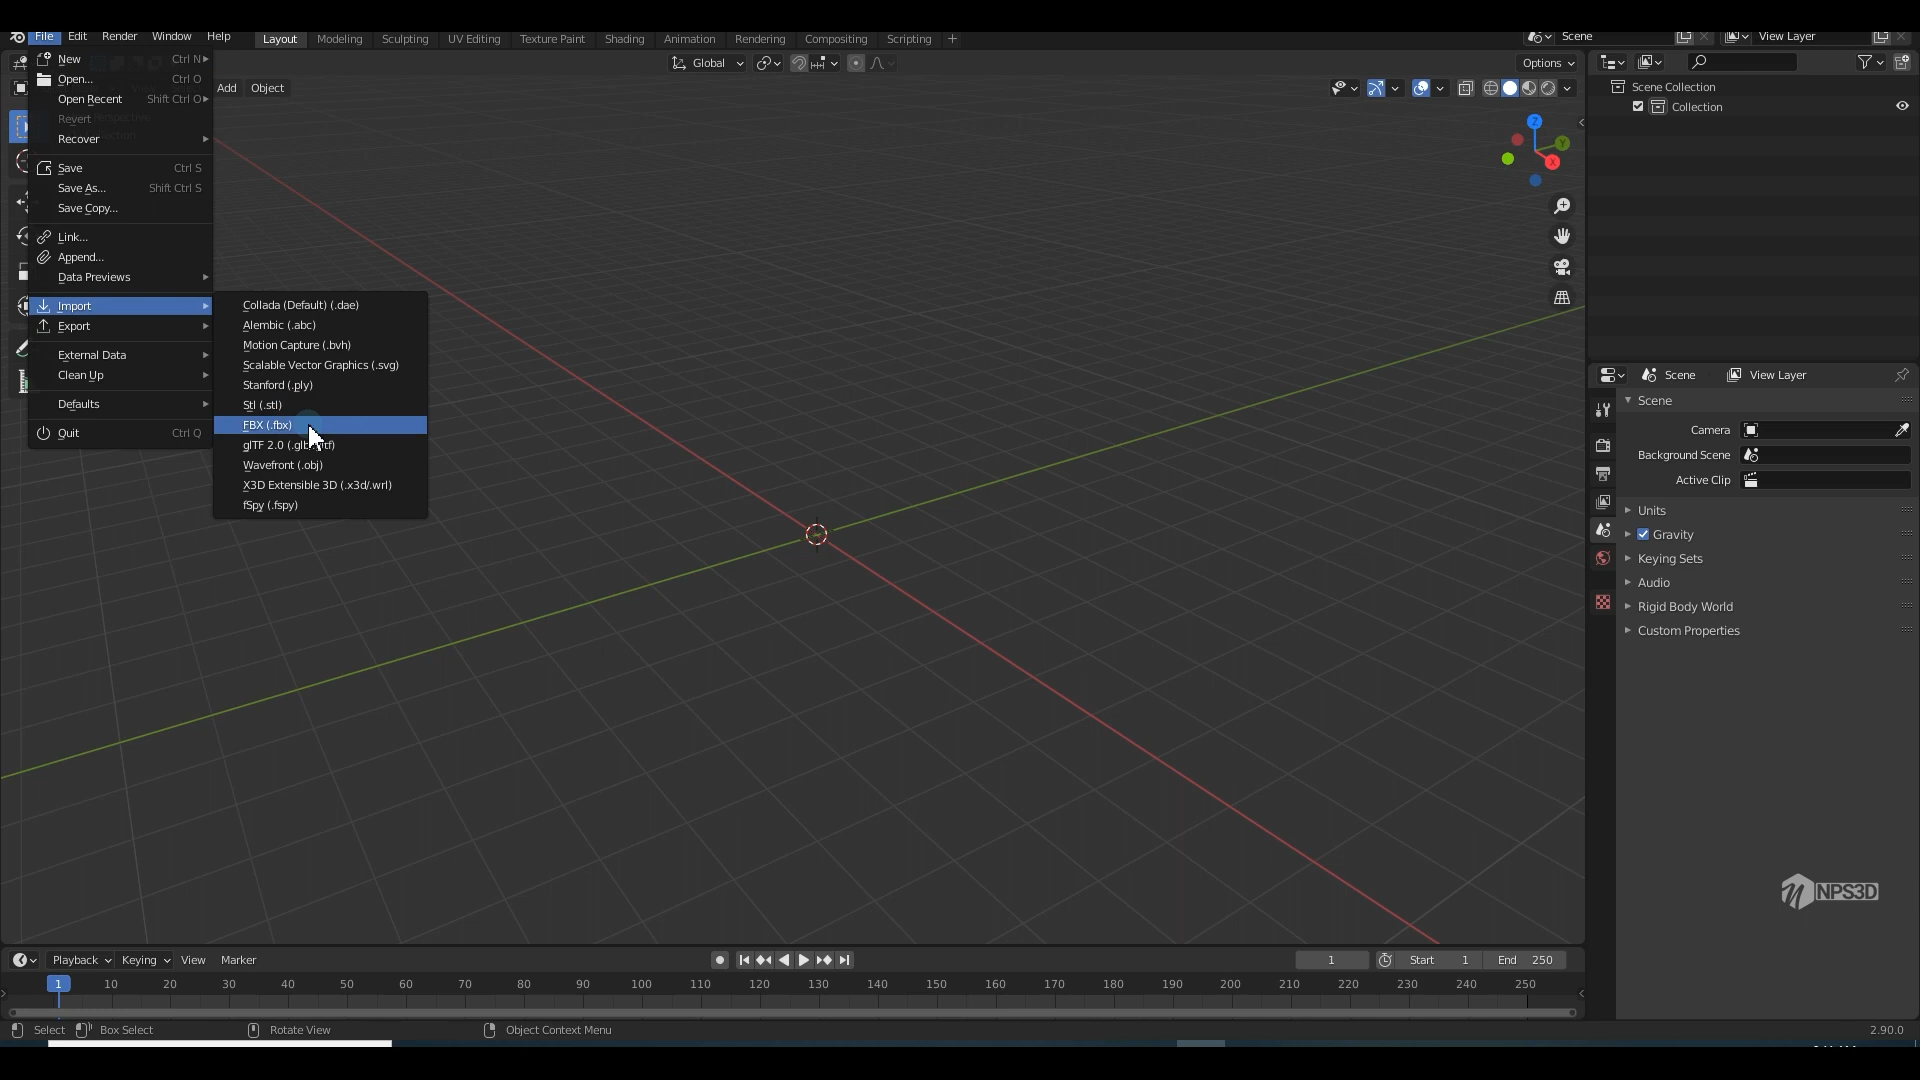 File Edit Render Window Help Layout Modeling Sculpting UV Editing Texture Paint Shading Animation Rendering Compositing Scripting + Scene View Layer
Global Options
Add Object
New Ctrl N
Open... Ctrl O
Open Recent Shift Ctrl O
Revert
Recover
Save Ctrl S
Save As... Shift Ctrl S
Save Copy...
Link...
Append...
Data Previews
Import
Export
External Data
Clean Up
Defaults
Quit Ctrl Q
Collada (Default) (.dae)
Alembic (.abc)
Motion Capture (.bvh)
Scalable Vector Graphics (.svg)
Stanford (.ply)
Stl (.stl)
FBX (.fbx)
glTF 2.0
Wavefront (.obj)
X3D Extensible 3D (.x3d/.wrl)
fSpy (.fspy)
Z
Y
X
Scene Collection
Collection
Scene View Layer
Scene
Camera
Background Scene
Active Clip
Units
Gravity
Keying Sets
Audio
Rigid Body World
Custom Properties
NPS3D
Playback Keying View Marker 1 Start 1 End 250
1 10 20 30 40 50 60 70 80 90 100 110 120 130 140 150 160 170 180 190 200 210 220 230 240 250
Select Box Select Rotate View Object Context Menu 2.90.0